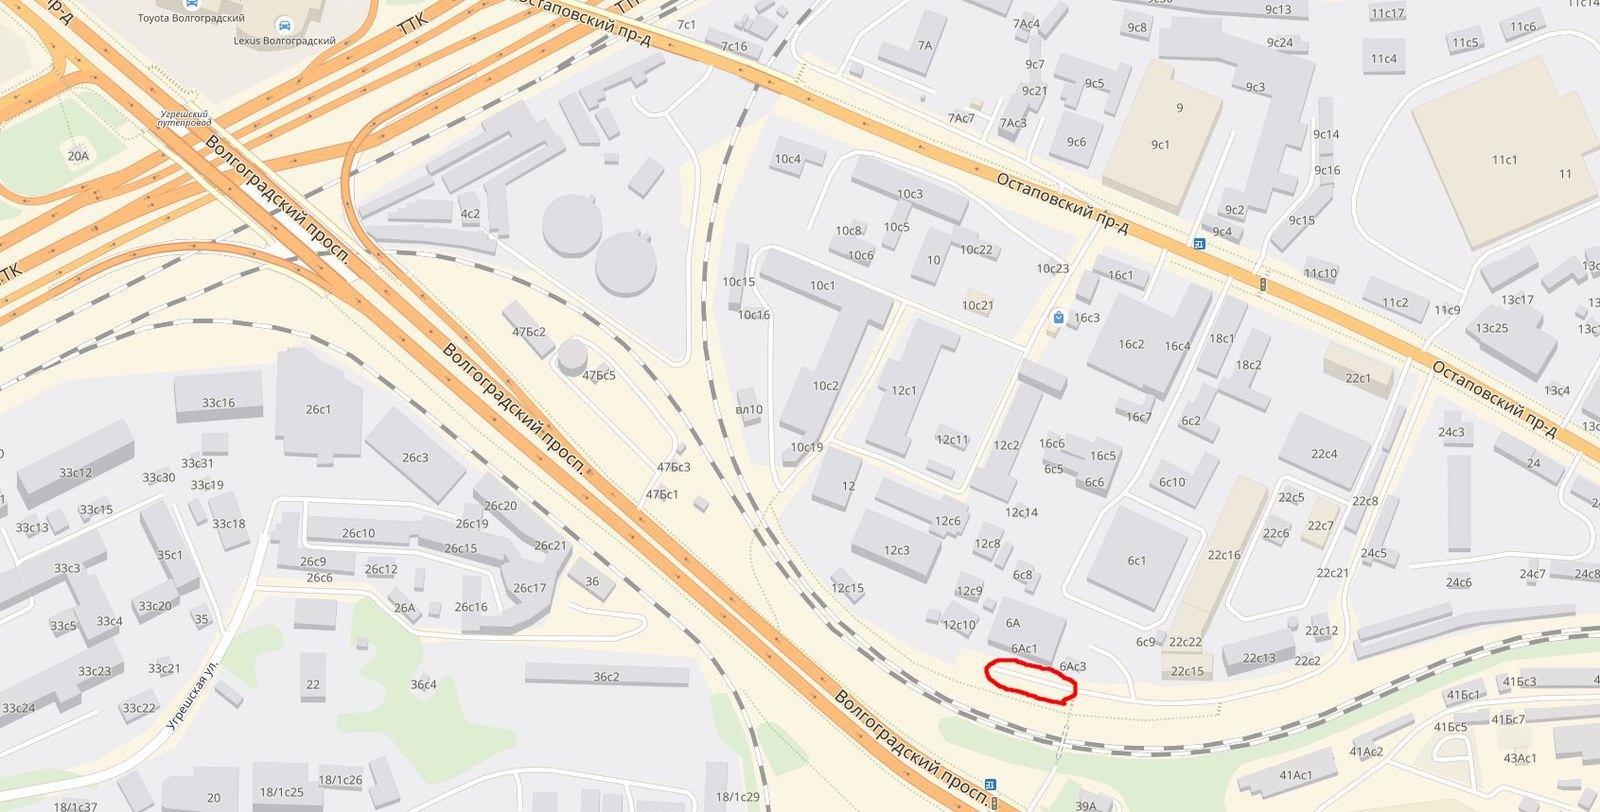 р-д
ТТК
Toyota Волгоградский
Lexus Волгоградский
Остаповский пр-д
7с1
7с16
7А
7Ас4
9с8
9с13
11с17
11с6
11с5
11с4
9с24
9с7
9с5
9с3
9с21
7Ас7
7Ас3
9
9с1
9с6
9с14
9с16
11с1
11
Угрешский
путепровод
20А
Волгоградский просп.
10с4
10с3
Остаповский пр-д
4с2
10с8
10с5
10с6
10с22
10
9с2
9с15
9с4
ТТК
10с23
16с1
11с10
10с15
10с1
10с21
11с2
11с9
13с17
10с16
16с3
13с25
47Бс2
Волгоградский просп.
16с2
16с4
18с1
18с2
47Бс5
10с2
12с1
22с1
Остаповский пр-д
13с4
33с16
26с1
вл10
16с7
6с2
26с3
10с19
12с11
12с2
16с6
16с5
6с5
22с4
24с3
24
33с12
33с31
33с30
33с19
47Бс3
47Бс1
12
6с6
6с10
22с5
22с8
33с15
33с13
33с18
26с20
26с19
12с6
12с14
22с7
22с6
26с10
26с15
26с21
12с3
12с8
6с1
22с16
24с5
35с1
33с3
26с9
26с12
26с6
26с17
36
12с15
6с8
12с9
22с21
24с6
24с7
24с8
33с20
33с4
33с5
35
26А
26с16
12с10
6А
6Ас1
6с9
22с22
22с12
33с23
33с21
6Ас3
22с15
22с13
22с2
22
36с4
36с2
33с24
33с22
Угрешская ул.
Волгоградский просп.
41Бс1
41Бс3
41Бс5
41Бс7
41Ас2
43Ас1
41Ас1
18/1с37
20
18/1с25
18/1с26
18/1с29
39А